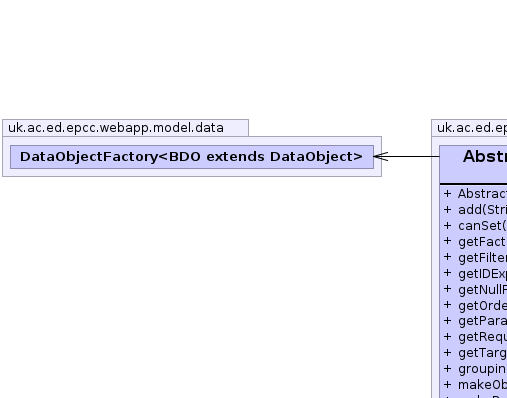 uk.ac.ed.epcc.webapp.model.data
DataObjectFactory<BDO extends DataObject>
uk.ac.ed.ep
Abstr
+ Abstract
+ add(Stri
+ canSet(
+ getFact
+ getFilter
+ getIDExp
+ getNullF
+ getOrde
+ getPara
+ getRequ
+ getTarg
+ groupin
+ makeOb